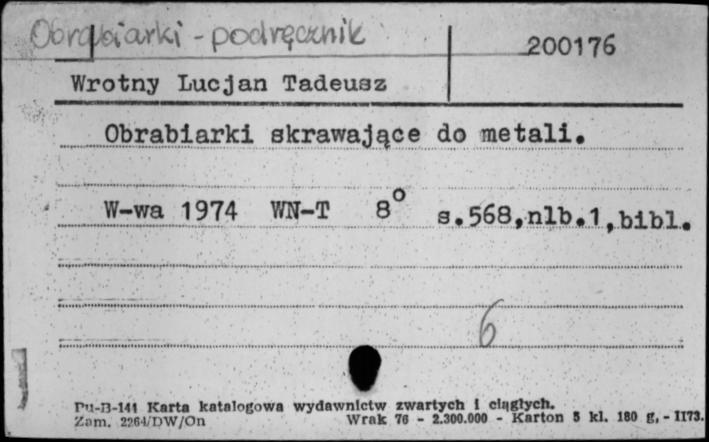 Obrabiarki - podręcznik
200176
Wrotny Lucjan Tadeusz
Obrabiarki skrawające do metali.
W-wa 1974 WN-T 8° s.568,nlb.1,bibl.
6
Pu-B-141 Karta katalogowa wydawnictw zwartych i ciągłych.
Zam. 2264/DW/On Wrak 76 - 2.300.000 - Karton 5 kl. 180 g. - II73.